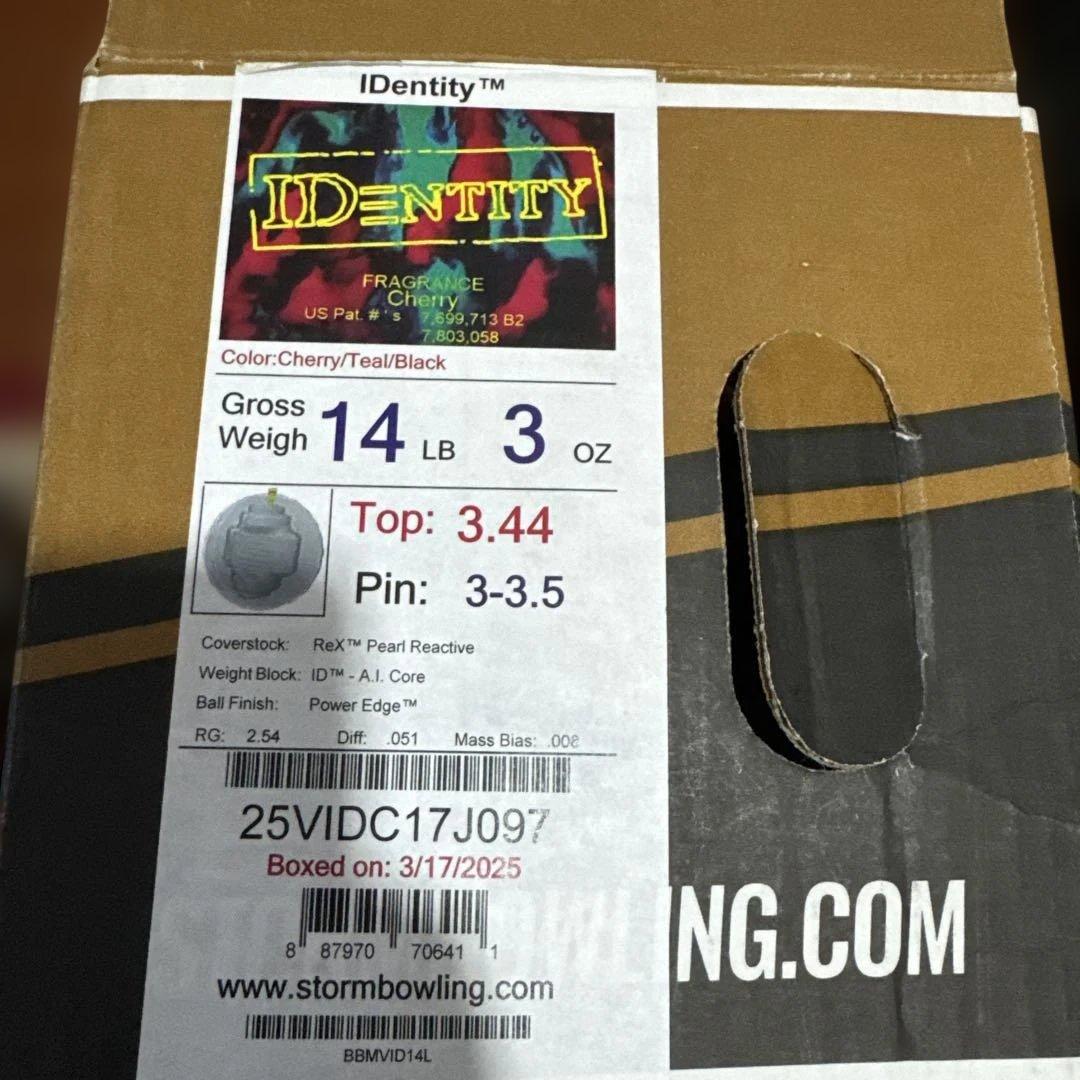 IDentity™
IDENTITY
FRAGRANCE
Cherry
US Pat. # ' s 7,699,713 B2
7,803,058
Color:Cherry/Teal/Black
Gross Weigh 14 LB 3 OZ
Top: 3.44
Pin: 3-3.5
Coverstock: ReX™ Pearl Reactive
Weight Block: ID™ - A.I. Core
Ball Finish: Power Edge™
RG: 2.54 Diff: .051 Mass Bias: .008
25VIDC17J097
Boxed on: 3/17/2025
8 87970 70641 1
NG.COM
www.stormbowling.com
BBMVID14L